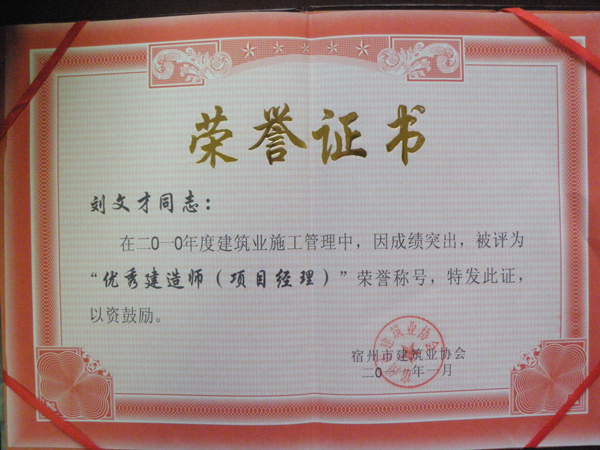 荣誉证书
刘文才同志：
在二0一0年度建筑业施工管理中，因成绩突出，被评为
“优秀建造师（项目经理）”荣誉称号，特发此证，
以资鼓励。
宿州市建筑业协会
二0一一年一月